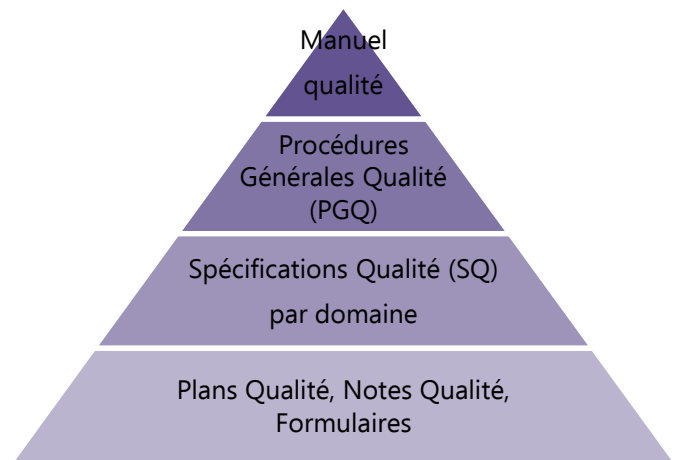 Manuel
qualité
Procédures
Générales Qualité
(PGQ)
Spécifications Qualité (SQ)
par domaine
Plans Qualité, Notes Qualité,
Formulaires